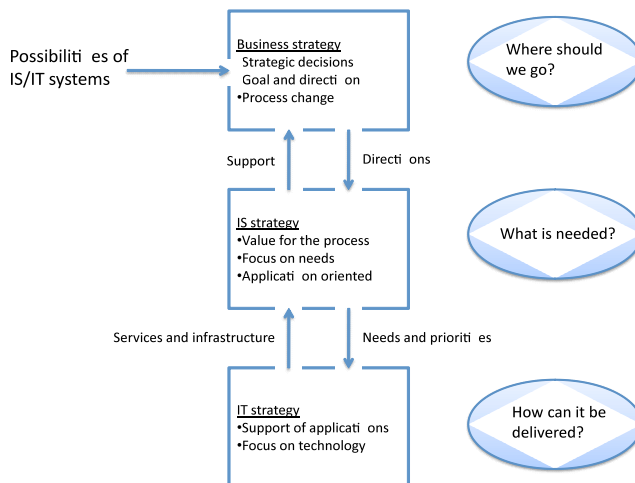 Possibiliti es of
IS/IT systems
Business strategy
Strategic decisions
Goal and directi on
•Process change
Where should
we go?
Support
Directi ons
IS strategy
•Value for the process
•Focus on needs
•Applicati on oriented
What is needed?
Services and infrastructure
Needs and prioriti es
IT strategy
•Support of applicati ons
•Focus on technology
How can it be
delivered?